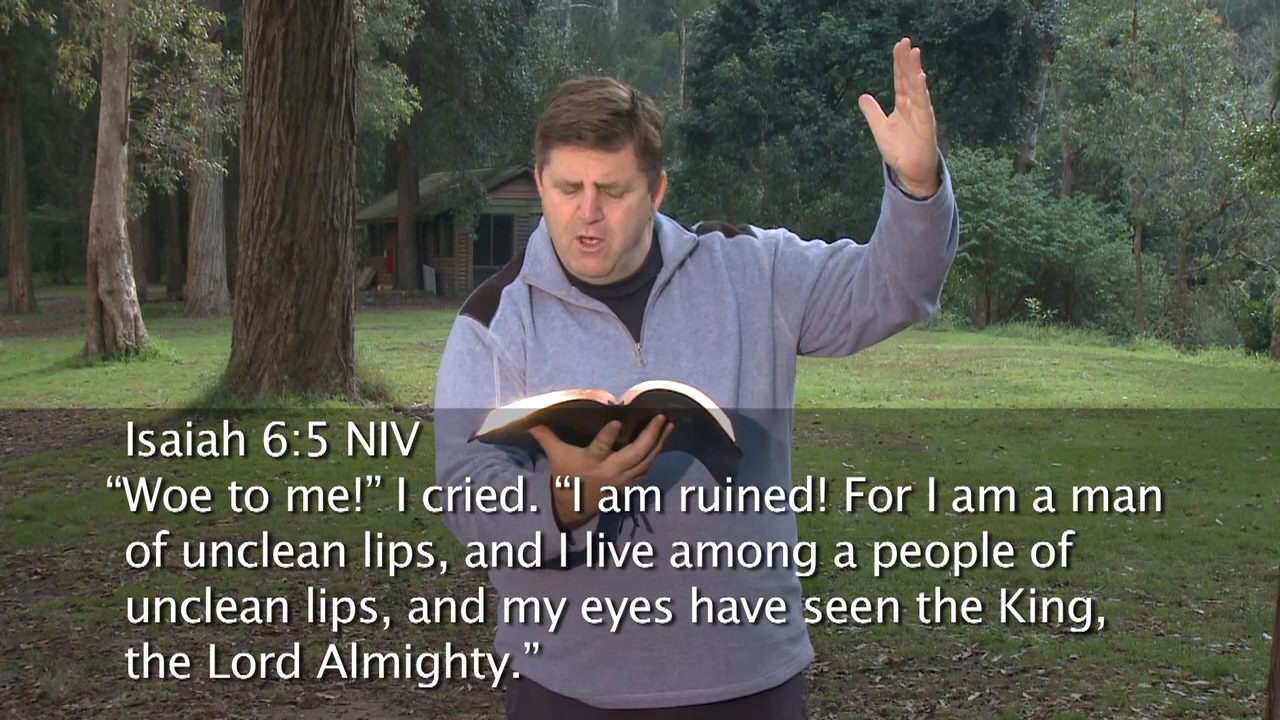 Isaiah 6:5 NIV
“Woe to me!” I cried. “I am ruined! For I am a man
of unclean lips, and I live among a people of
unclean lips, and my eyes have seen the King,
the Lord Almighty.”